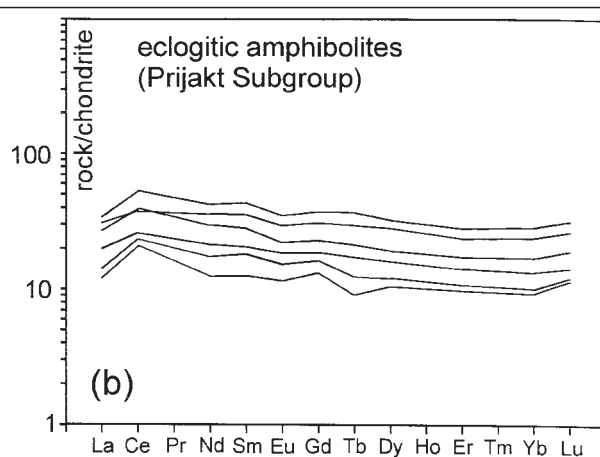 eclogitic amphibolites
(Prijakt Subgroup)
rock/chondrite
100
10
1
(b)
La Ce Pr Nd Sm Eu Gd Tb Dy Ho Er Tm Yb Lu